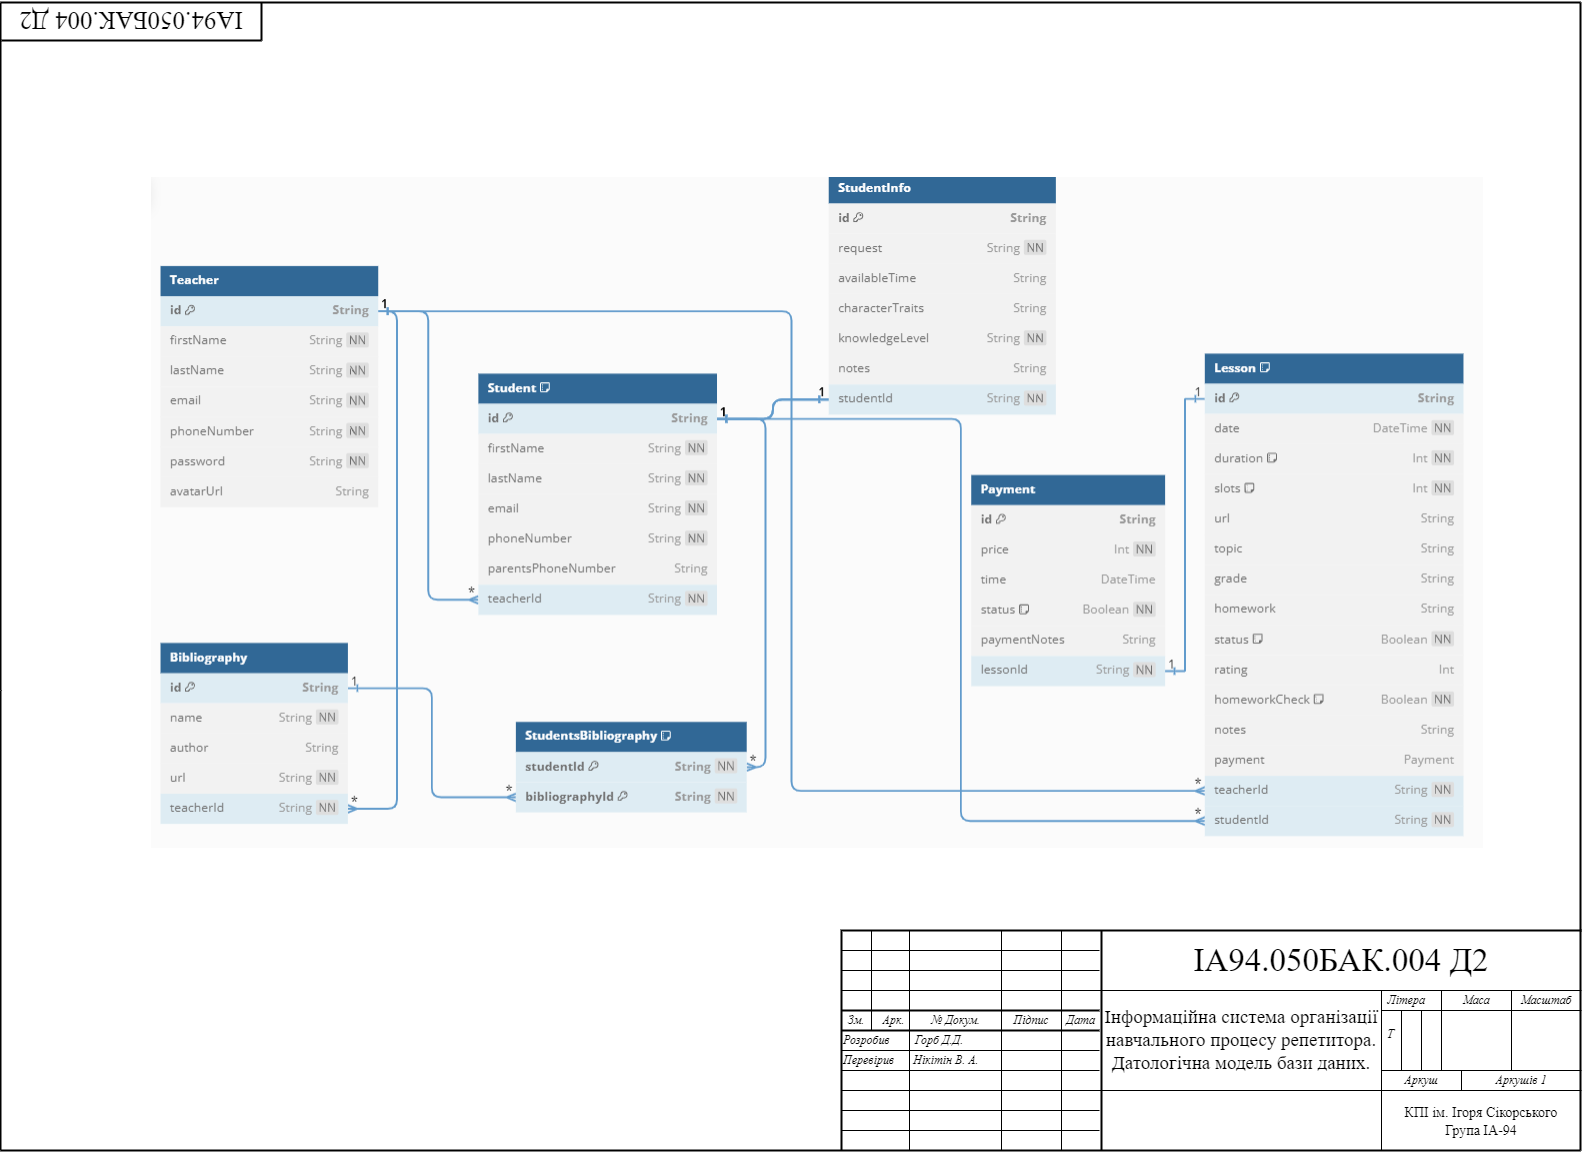 ІА94.050БАК.004 Д2
StudentInfo
id String
request String NN
availableTime String
characterTraits String
knowledgeLevel String NN
notes String
1 studentId String NN
Teacher
id String 1
firstName String NN
lastName String NN
email String NN
phoneNumber String NN
password String NN
avatarUrl String
Student
id String 1
firstName String NN
lastName String NN
email String NN
phoneNumber String NN
parentsPhoneNumber String
* teacherId String NN
Lesson
1 id String
date DateTime NN
duration Int NN
slots Int NN
url String
topic String
grade String
homework String
status Boolean NN
rating Int
homeworkCheck Boolean NN
notes String
payment Payment
* teacherId String NN
* studentId String NN
Payment
id String
price Int NN
time DateTime
status Boolean NN
paymentNotes String
lessonId String NN 1
Bibliography
id String 1
name String NN
author String
url String NN
teacherId String NN *
StudentsBibliography
studentId String NN *
* bibliographyId String NN
ІА94.050БАК.004 Д2
Зм. Арк. № Докум. Підпис Дата
Розробив Горб Д.Д.
Перевірив Нікітін В. А.
Інформаційна система організації
навчального процесу репетитора.
Датологічна модель бази даних.
Літера Маса Масштаб
Т
Аркуш Аркушів 1
КПІ ім. Ігоря Сікорського
Група ІА-94